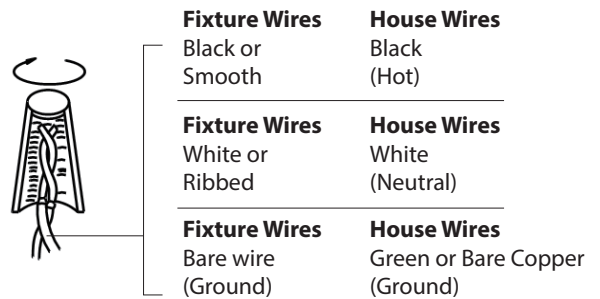 Fixture Wires House Wires
Black or Black
Smooth (Hot)
Fixture Wires House Wires
White or White
Ribbed (Neutral)
Fixture Wires House Wires
Bare wire Green or Bare Copper
(Ground) (Ground)